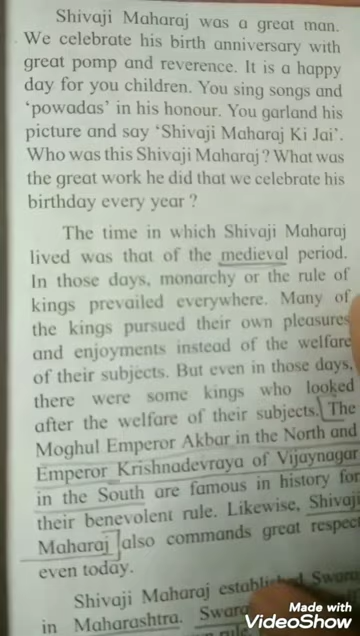 Shivaji Maharaj was a great man.
We celebrate his birth anniversary with
great pomp and reverence. It is a happy
day for you children. You sing songs and
‘powadas’ in his honour. You garland his
picture and say ‘Shivaji Maharaj Ki Jai’.
Who was this Shivaji Maharaj? What was
the great work he did that we celebrate his
birthday every year ?
The time in which Shivaji Maharaj
lived was that of the medieval period.
In those days, monarchy or the rule of
kings prevailed everywhere. Many of
the kings pursued their own pleasures
and enjoyments instead of the welfare
of their subjects. But even in those days,
there were some kings who looked
after the welfare of their subjects. The
Moghul Emperor Akbar in the North and
Emperor Krishnadevraya of Vijaynagar
in the South are famous in history for
their benevolent rule. Likewise, Shivaji
Maharaj also commands great respect
even today.
Shivaji Maharaj established
in Maharashtra.
Made with
VideoShow